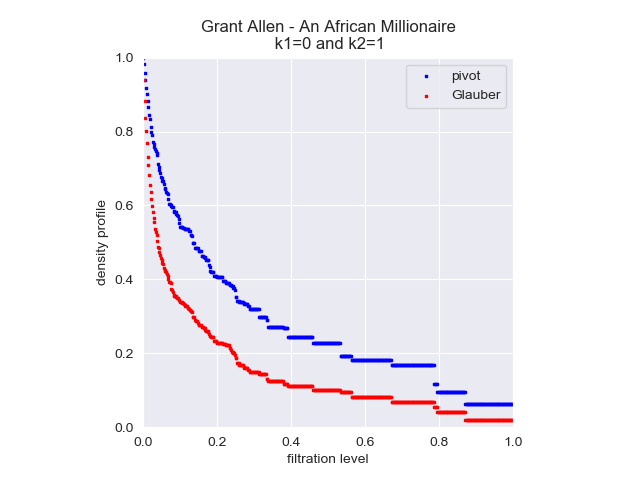 Grant Allen - An African Millionaire
k1=0 and k2=1
pivot
Glauber
density profile
1.0
0.8
0.6
0.4
0.2
0.0
0.0 0.2 0.4 0.6 0.8 1.0
filtration level